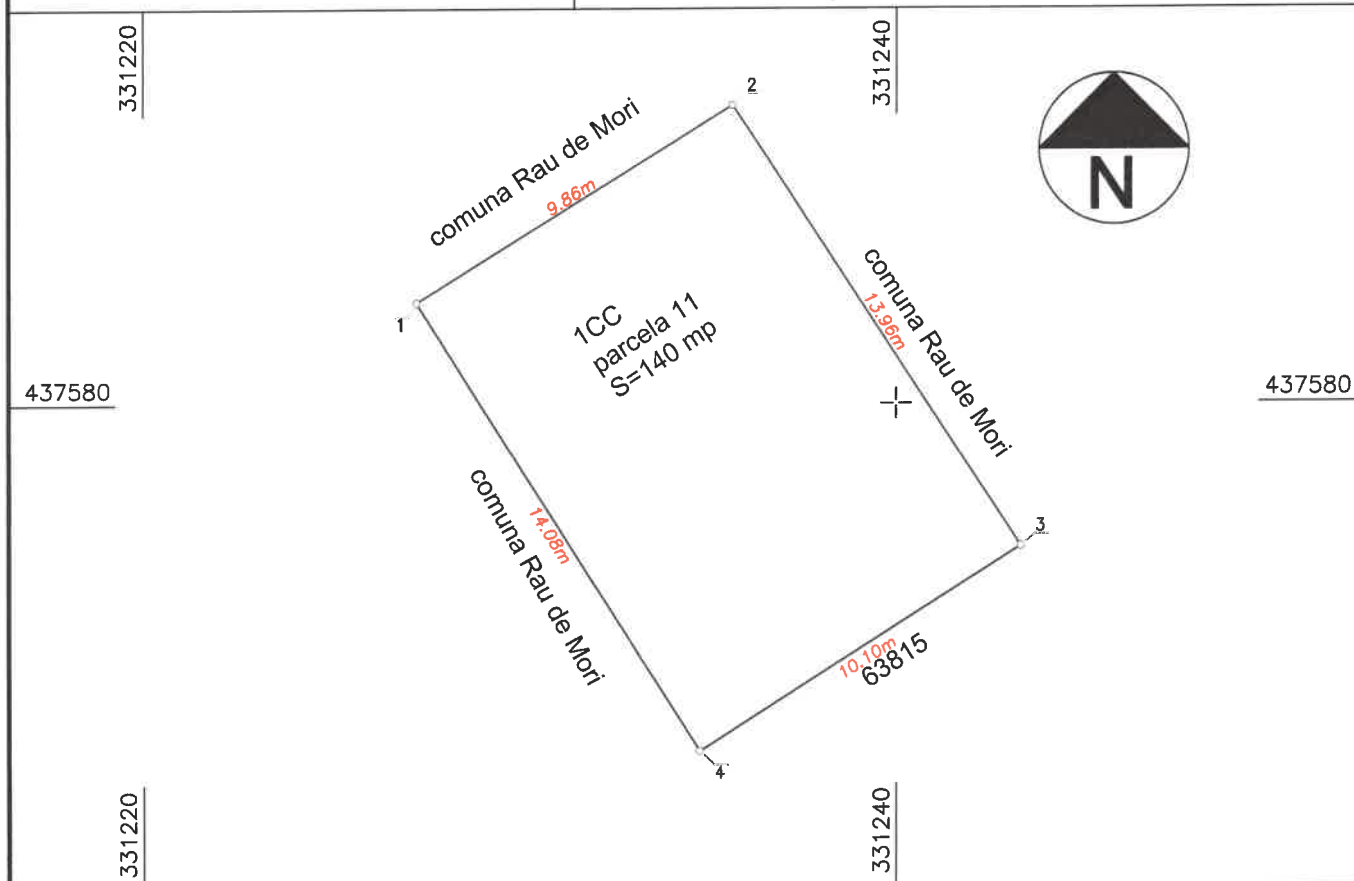 331220
331240
2
comuna Rau de Mori
9.86m
N
1
1CC
parcela 11
S=140 mp
comuna Rau de Mori
13.96m
437580
437580
comuna Rau de Mori
14.08m
3
10.10m
63815
4
331220
331240